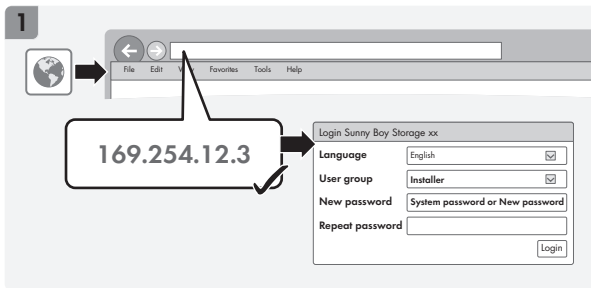 1
File Edit View Favorites Tools Help
169.254.12.3
Login Sunny Boy Storage xx
Language English
User group Installer
New password System password or New password
Repeat password
Login